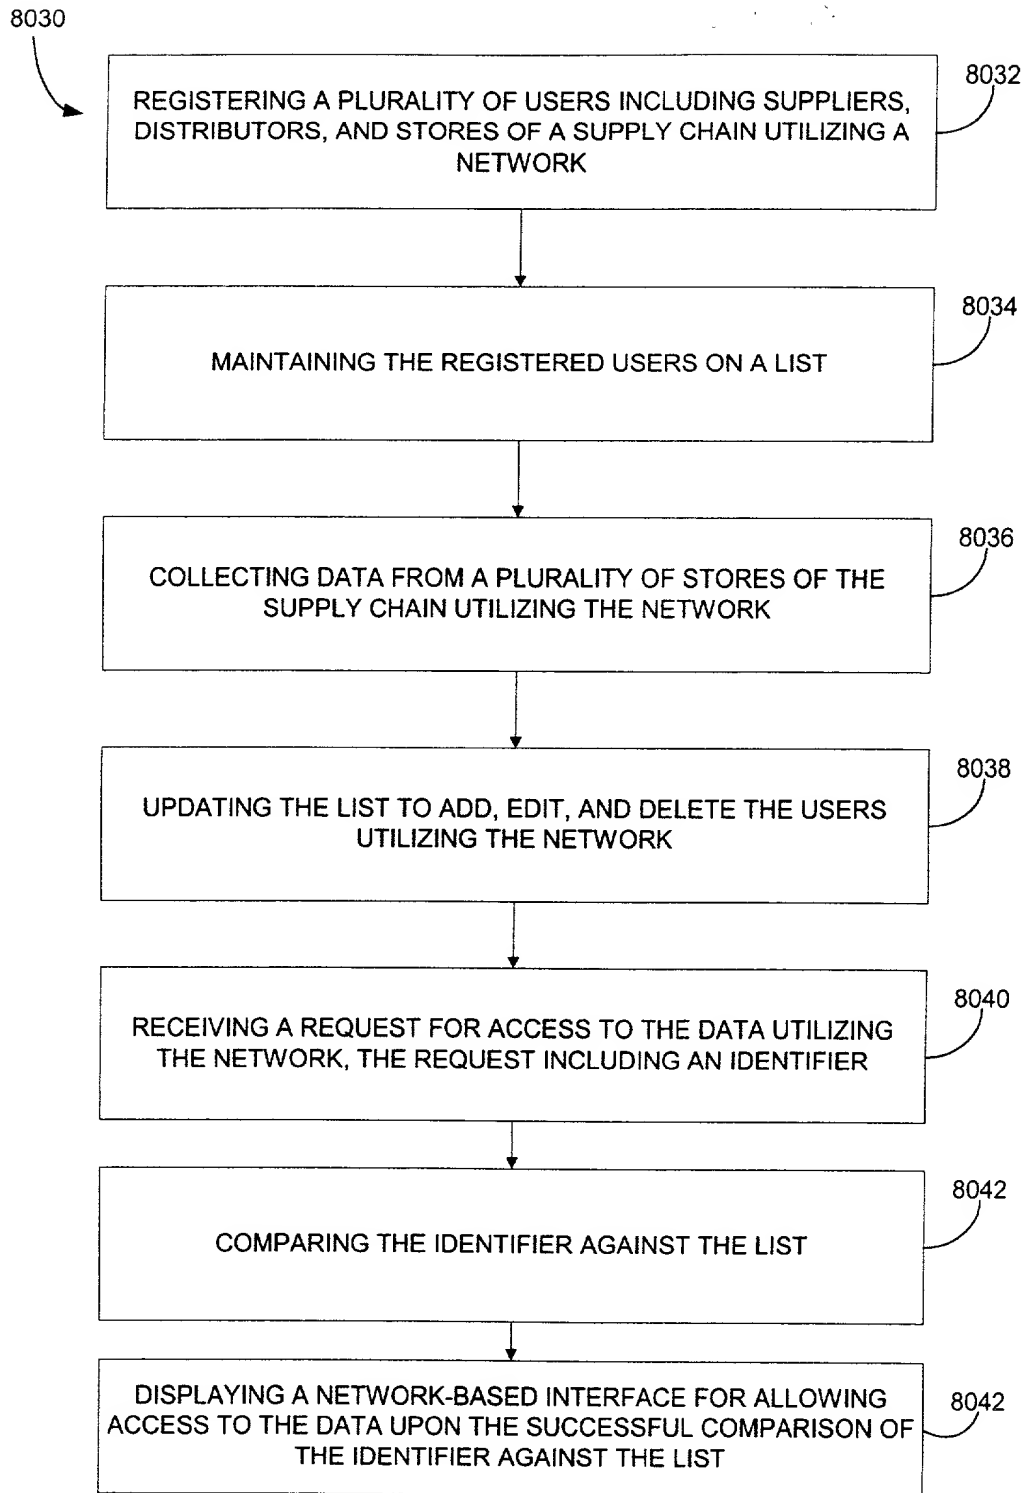 8030
8032
REGISTERING A PLURALITY OF USERS INCLUDING SUPPLIERS,
DISTRIBUTORS, AND STORES OF A SUPPLY CHAIN UTILIZING A
NETWORK
8034
MAINTAINING THE REGISTERED USERS ON A LIST
8036
COLLECTING DATA FROM A PLURALITY OF STORES OF THE
SUPPLY CHAIN UTILIZING THE NETWORK
8038
UPDATING THE LIST TO ADD, EDIT, AND DELETE THE USERS
UTILIZING THE NETWORK
8040
RECEIVING A REQUEST FOR ACCESS TO THE DATA UTILIZING
THE NETWORK, THE REQUEST INCLUDING AN IDENTIFIER
8042
COMPARING THE IDENTIFIER AGAINST THE LIST
8042
DISPLAYING A NETWORK-BASED INTERFACE FOR ALLOWING
ACCESS TO THE DATA UPON THE SUCCESSFUL COMPARISON OF
THE IDENTIFIER AGAINST THE LIST